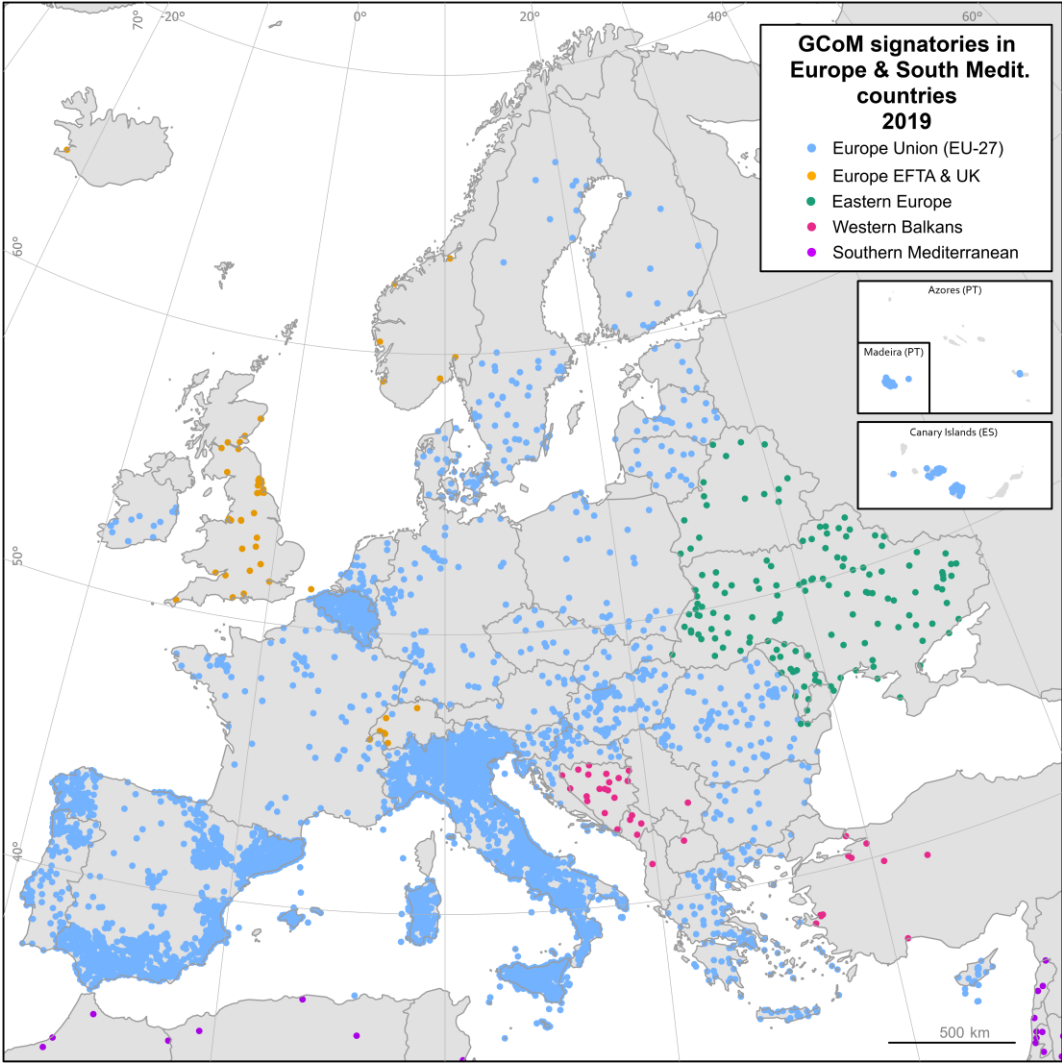 70°
-20°
0°
20°
40°
60°
GCoM signatories in
Europe & South Medit.
countries
2019
Europe Union (EU-27)
Europe EFTA & UK
Eastern Europe
Western Balkans
Southern Mediterranean
60°
Azores (PT)
Madeira (PT)
Canary Islands (ES)
50°
40°
500 km